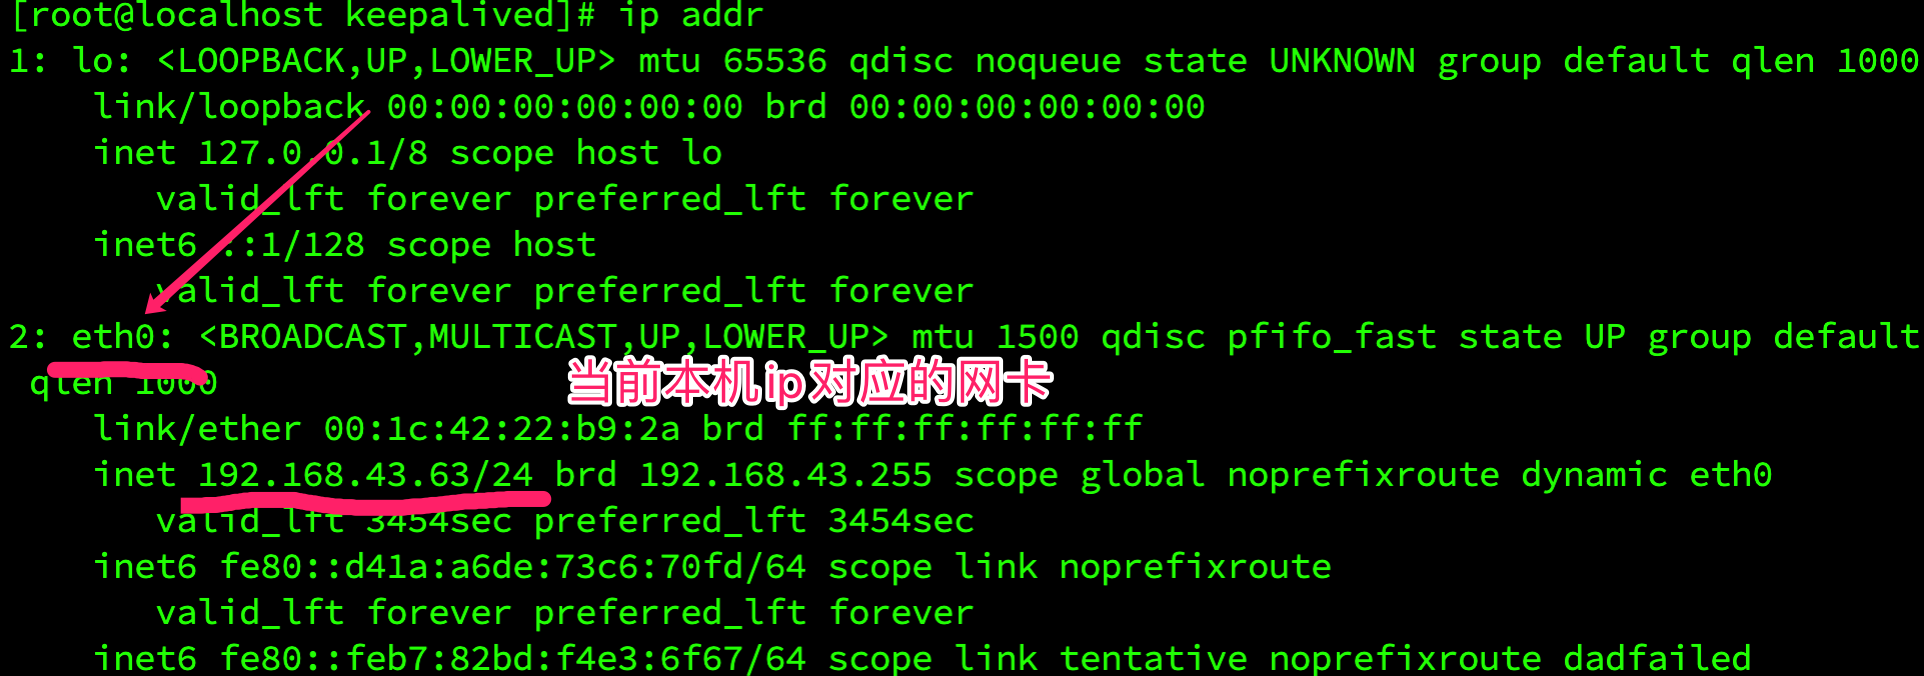 [root@localhost keepalived]# ip addr
1: lo: <LOOPBACK,UP,LOWER_UP> mtu 65536 qdisc noqueue state UNKNOWN group default qlen 1000
link/loopback 00:00:00:00:00:00 brd 00:00:00:00:00:00
inet 127.0.0.1/8 scope host lo
valid_lft forever preferred_lft forever
inet6 ::1/128 scope host
valid_lft forever preferred_lft forever
2: eth0: <BROADCAST,MULTICAST,UP,LOWER_UP> mtu 1500 qdisc pfifo_fast state UP group default
qlen 1000
当前本机ip对应的网卡
link/ether 00:1c:42:22:b9:2a brd ff:ff:ff:ff:ff:ff
inet 192.168.43.63/24 brd 192.168.43.255 scope global noprefixroute dynamic eth0
valid_lft 3454sec preferred_lft 3454sec
inet6 fe80::d41a:a6de:73c6:70fd/64 scope link noprefixroute
valid_lft forever preferred_lft forever
inet6 fe80::feb7:82bd:f4e3:6f67/64 scope link tentative noprefixroute dadfailed